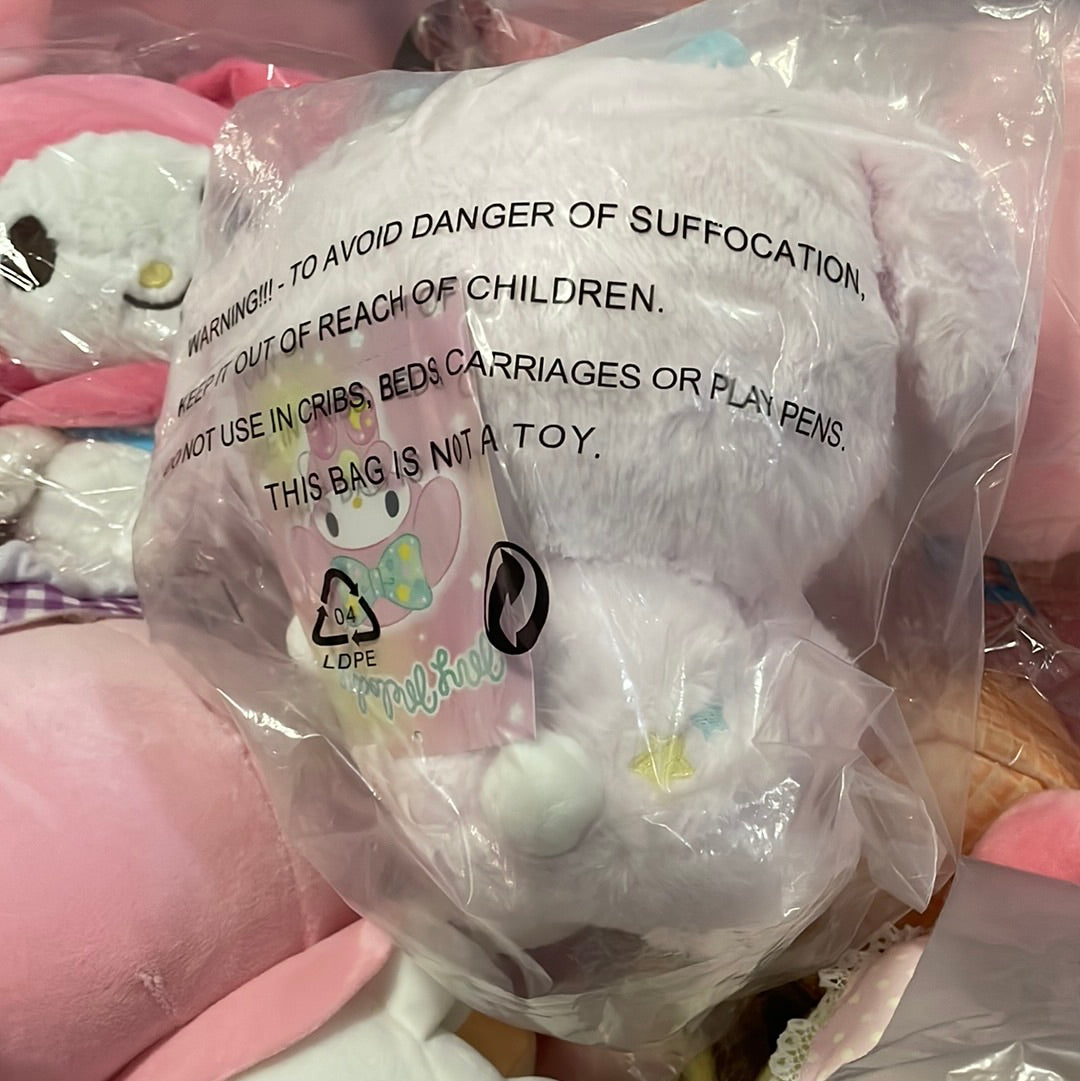 WARNING!!! - TO AVOID DANGER OF SUFFOCATION,
KEEP IT OUT OF REACH OF CHILDREN.
DO NOT USE IN CRIBS, BEDS, CARRIAGES OR PLAY PENS.
THIS BAG IS NOT A TOY.
04
LDPE